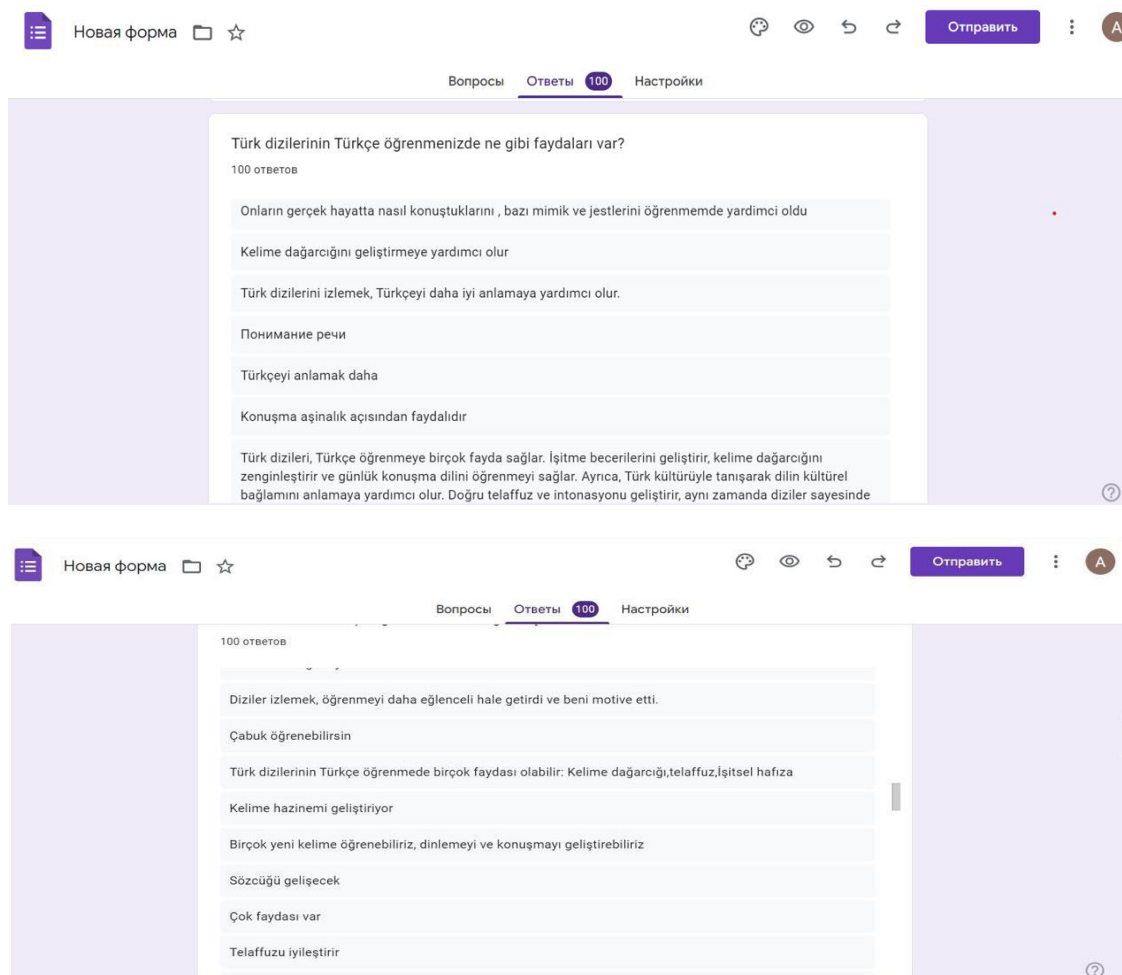 Новая форма
Отправить
A
Вопросы Ответы 100 Настройки
Türk dizilerinin Türkçe öğrenmenizde ne gibi faydaları var?
100 ответов
Onların gerçek hayatta nasıl konuştuklarını , bazı mimik ve jestlerini öğrenmemde yardimci oldu
Kelime dağarcığını geliştirmeye yardımcı olur
Türk dizilerini izlemek, Türkçeyi daha iyi anlamaya yardımcı olur.
Понимание речи
Türkçeyi anlamak daha
Konuşma aşinalık açısından faydalıdır
Türk dizileri, Türkçe öğrenmeye birçok fayda sağlar. İşitme becerilerini geliştirir, kelime dağarcığını
zenginleştirir ve günlük konuşma dilini öğrenmeyi sağlar. Ayrıca, Türk kültürüyle tanışarak dilin kültürel
bağlamını anlamaya yardımcı olur. Doğru telaffuz ve intonasyonu geliştirir, aynı zamanda diziler sayesinde
Новая форма
Отправить
A
Вопросы Ответы 100 Настройки
100 ответов
Diziler izlemek, öğrenmeyi daha eğlenceli hale getirdi ve beni motive etti.
Çabuk öğrenebilirsin
Türk dizilerinin Türkçe öğrenmede birçok faydası olabilir: Kelime dağarcığı,telaffuz,İşitsel hafıza
Kelime hazinemi geliştiriyor
Birçok yeni kelime öğrenebiliriz, dinlemeyi ve konuşmayı geliştirebiliriz
Sözcüğü gelişecek
Çok faydası var
Telaffuzu iyileştirir